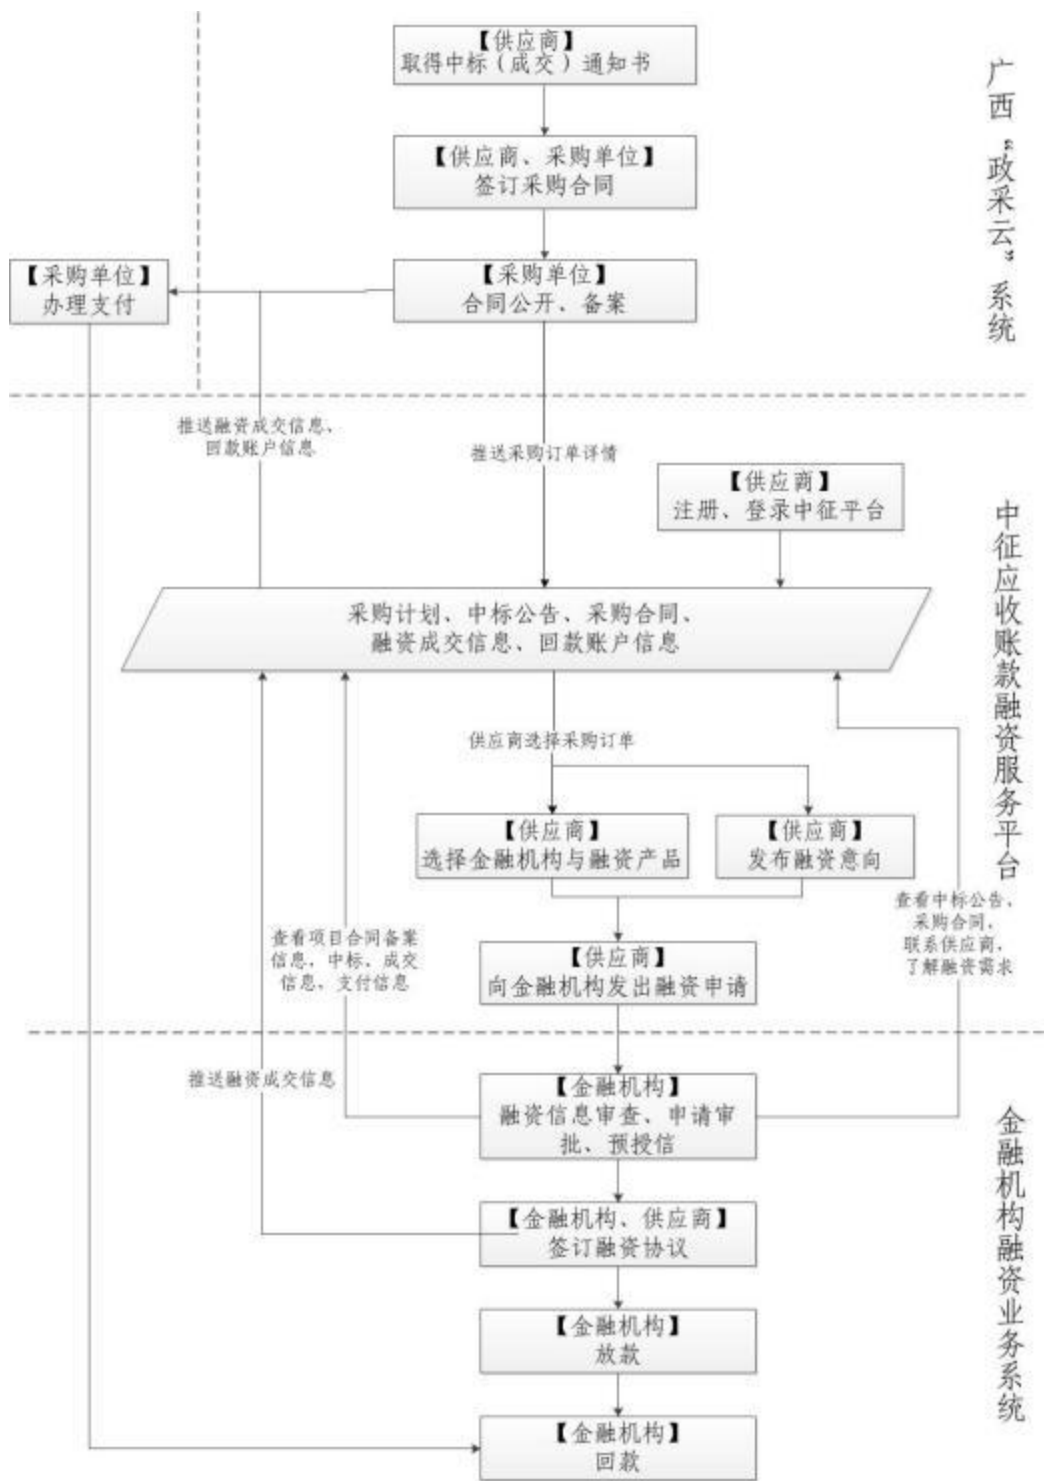 【供应商】
取得中标（成交）通知书
【供应商、采购单位】
签订采购合同
【采购单位】
办理支付
【采购单位】
合同公开、备案
广西“政采云”系统
推送融资成交信息、
回款账户信息
推送采购订单详情
【供应商】
注册、登录中征平台
采购计划、中标公告、采购合同、
融资成交信息、回款账户信息
供应商选择采购订单
【供应商】
选择金融机构与融资产品
【供应商】
发布融资意向
中征应收账款融资服务平台
查看项目合同备案
信息，中标、成交
信息，支付信息
【供应商】
向金融机构发出融资申请
查看中标公告、
采购合同，
联系供应商，
了解融资需求
推送融资成交信息
【金融机构】
融资信息审查、申请审
批、预授信
【金融机构、供应商】
签订融资协议
【金融机构】
放款
【金融机构】
回款
金融机构融资业务系统